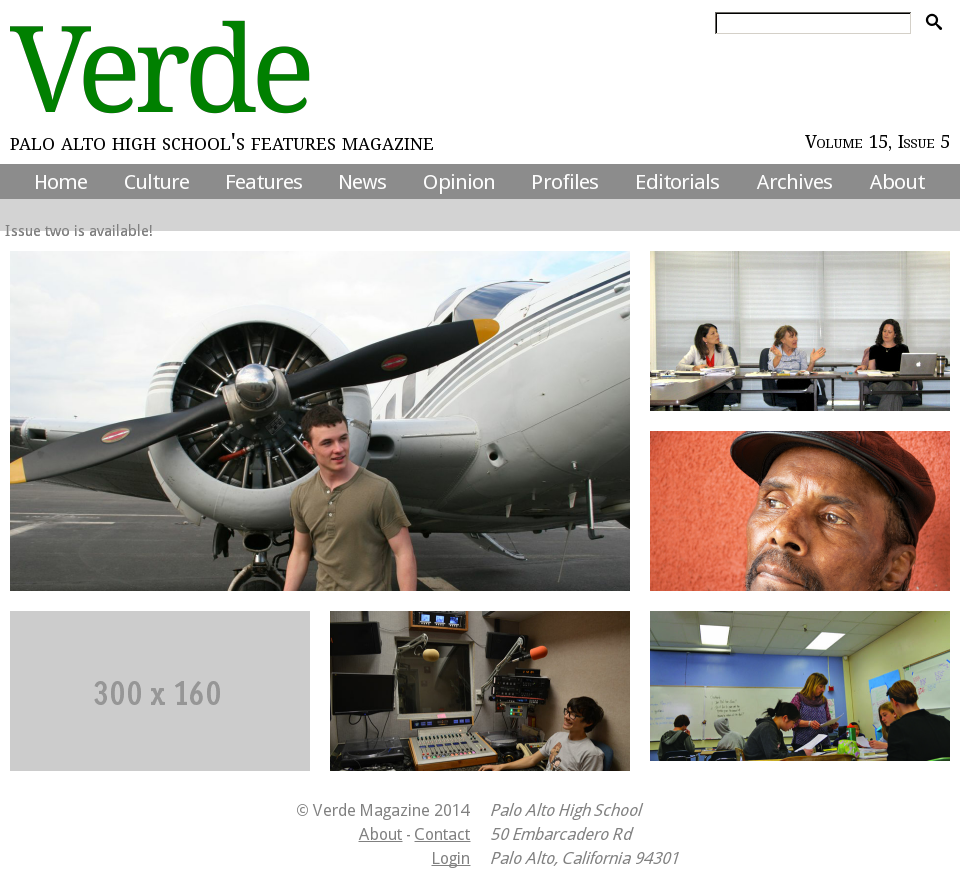 Verde
PALO ALTO HIGH SCHOOL'S FEATURES MAGAZINE
Volume 15, Issue 5
Home Culture Features News Opinion Profiles Editorials Archives About
Issue two is available!
300 x 160
© Verde Magazine 2014
About - Contact
Login
Palo Alto High School
50 Embarcadero Rd
Palo Alto, California 94301